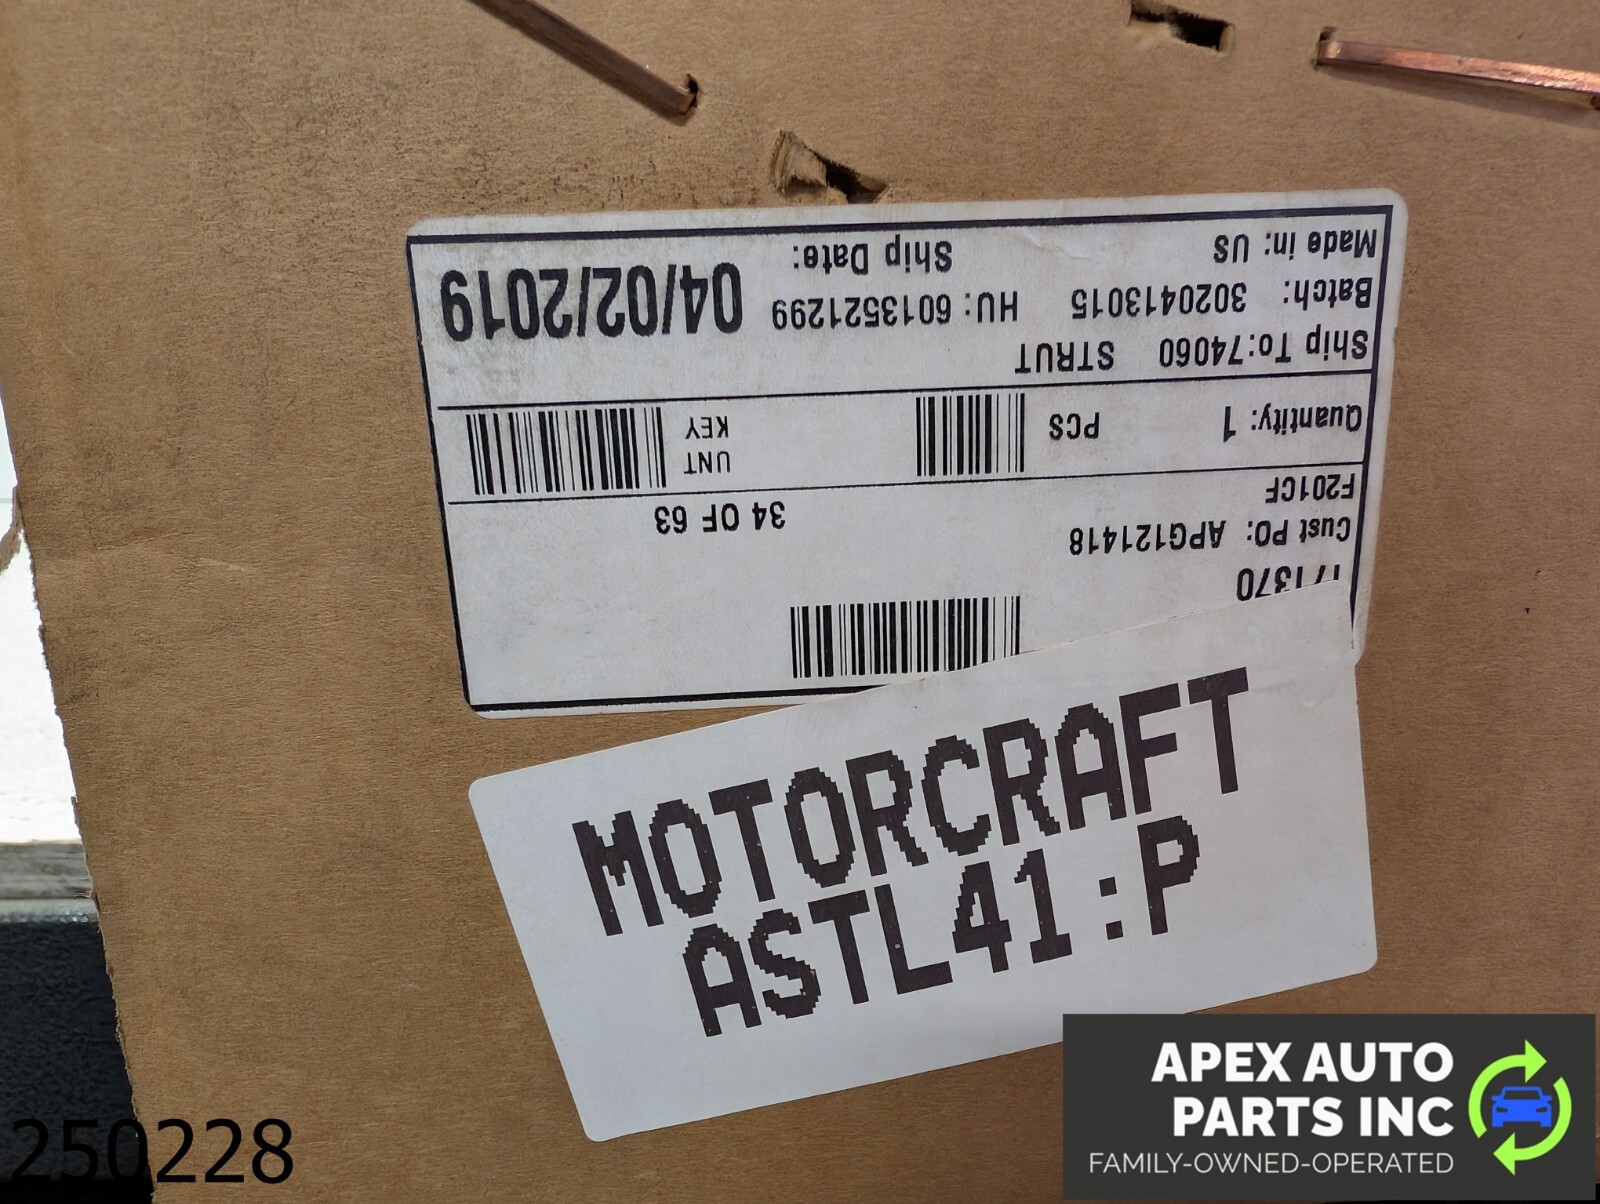 Made in: US
Ship Date:
04/02/2019
Batch: 3020413015
HU: 6013521299
Ship To:74060 STRUT
Quantity: 1 PCS
UNT
KEY
F201CF
Cust PO: APG121418
34 OF 63
171370
MOTORCRAFT
ASTL41:P
APEX AUTO
PARTS INC
FAMILY-OWNED-OPERATED
250228